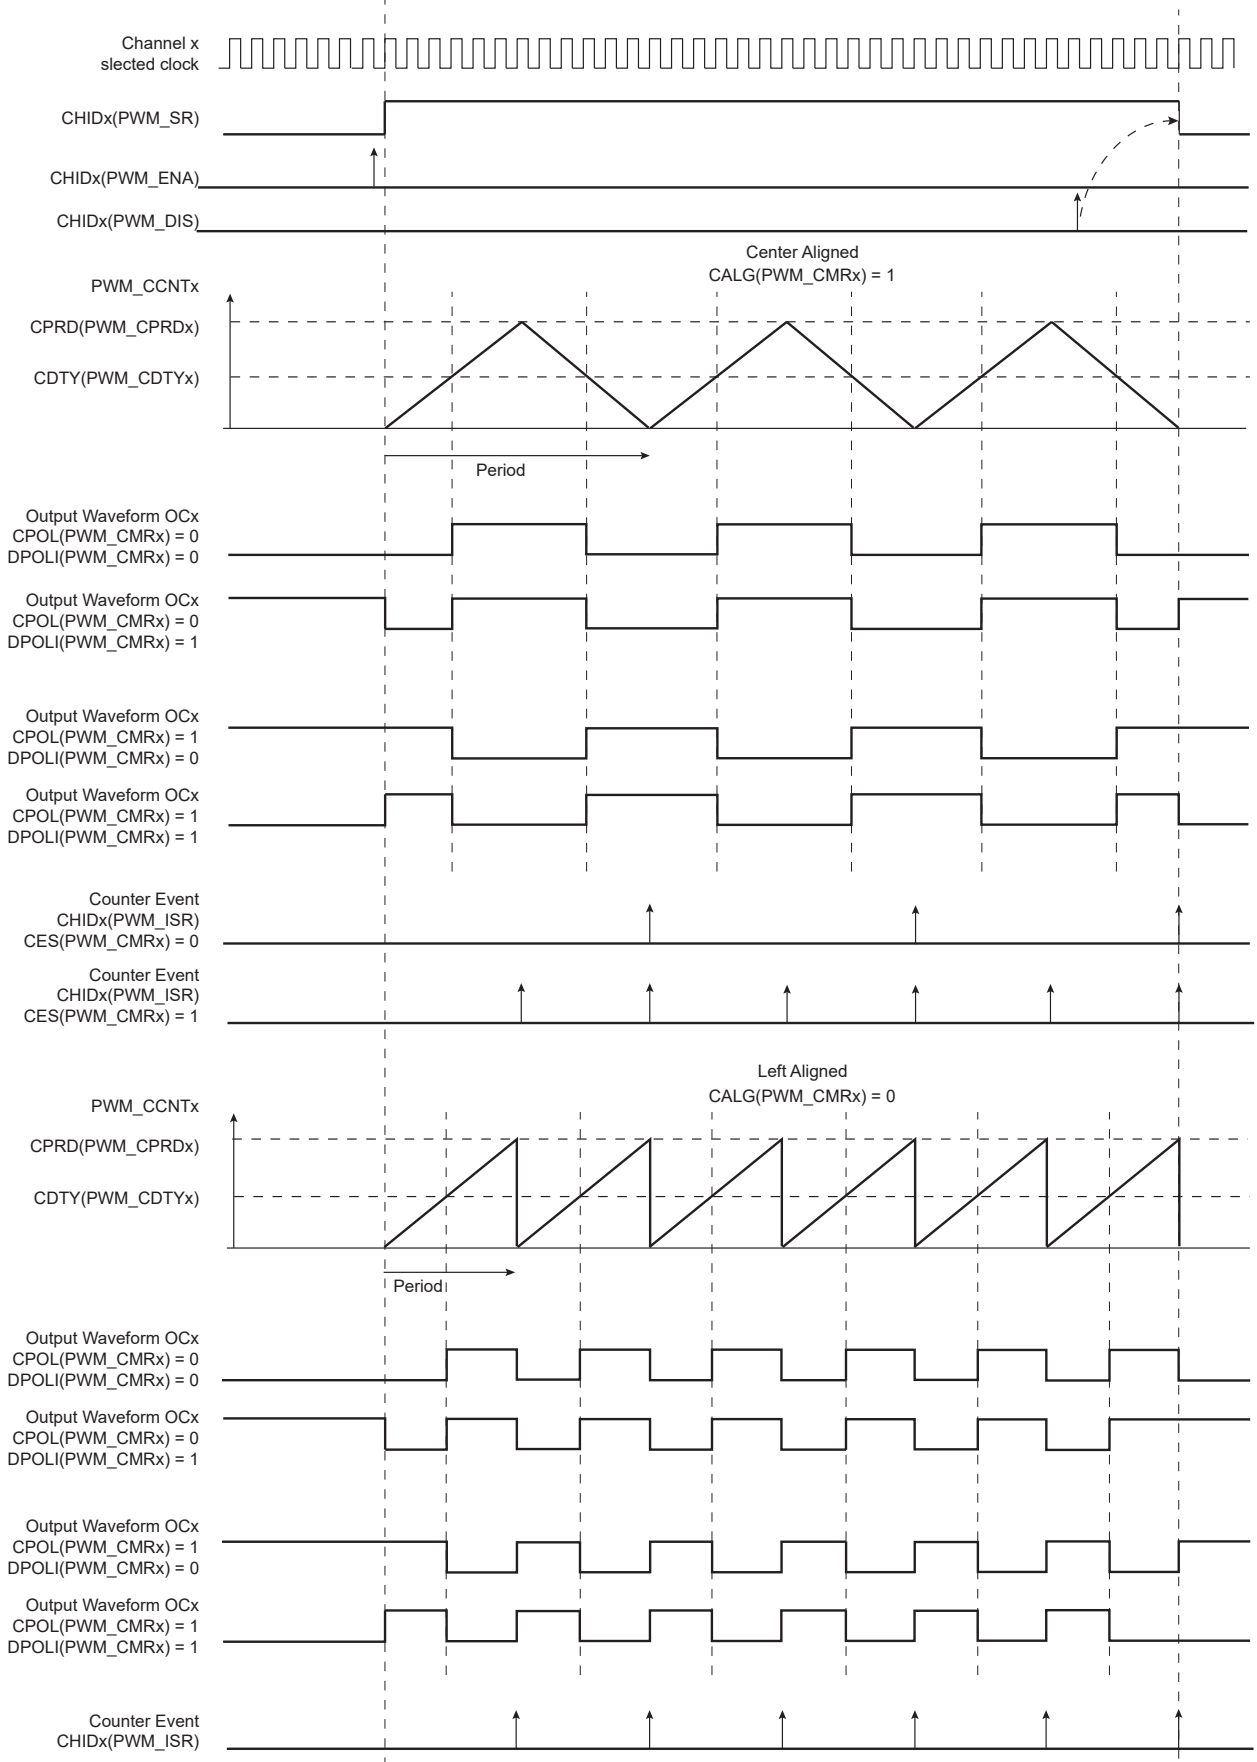 Channel x
slected clock
CHIDx(PWM_SR)
CHIDx(PWM_ENA)
CHIDx(PWM_DIS)
Center Aligned
CALG(PWM_CMRx) = 1
PWM_CCNTx
CPRD(PWM_CPRDx)
CDTY(PWM_CDTYx)
Period
Output Waveform OCx
CPOL(PWM_CMRx) = 0
DPOLI(PWM_CMRx) = 0
Output Waveform OCx
CPOL(PWM_CMRx) = 0
DPOLI(PWM_CMRx) = 1
Output Waveform OCx
CPOL(PWM_CMRx) = 1
DPOLI(PWM_CMRx) = 0
Output Waveform OCx
CPOL(PWM_CMRx) = 1
DPOLI(PWM_CMRx) = 1
Counter Event
CHIDx(PWM_ISR)
CES(PWM_CMRx) = 0
Counter Event
CHIDx(PWM_ISR)
CES(PWM_CMRx) = 1
Left Aligned
CALG(PWM_CMRx) = 0
PWM_CCNTx
CPRD(PWM_CPRDx)
CDTY(PWM_CDTYx)
Period
Output Waveform OCx
CPOL(PWM_CMRx) = 0
DPOLI(PWM_CMRx) = 0
Output Waveform OCx
CPOL(PWM_CMRx) = 0
DPOLI(PWM_CMRx) = 1
Output Waveform OCx
CPOL(PWM_CMRx) = 1
DPOLI(PWM_CMRx) = 0
Output Waveform OCx
CPOL(PWM_CMRx) = 1
DPOLI(PWM_CMRx) = 1
Counter Event
CHIDx(PWM_ISR)